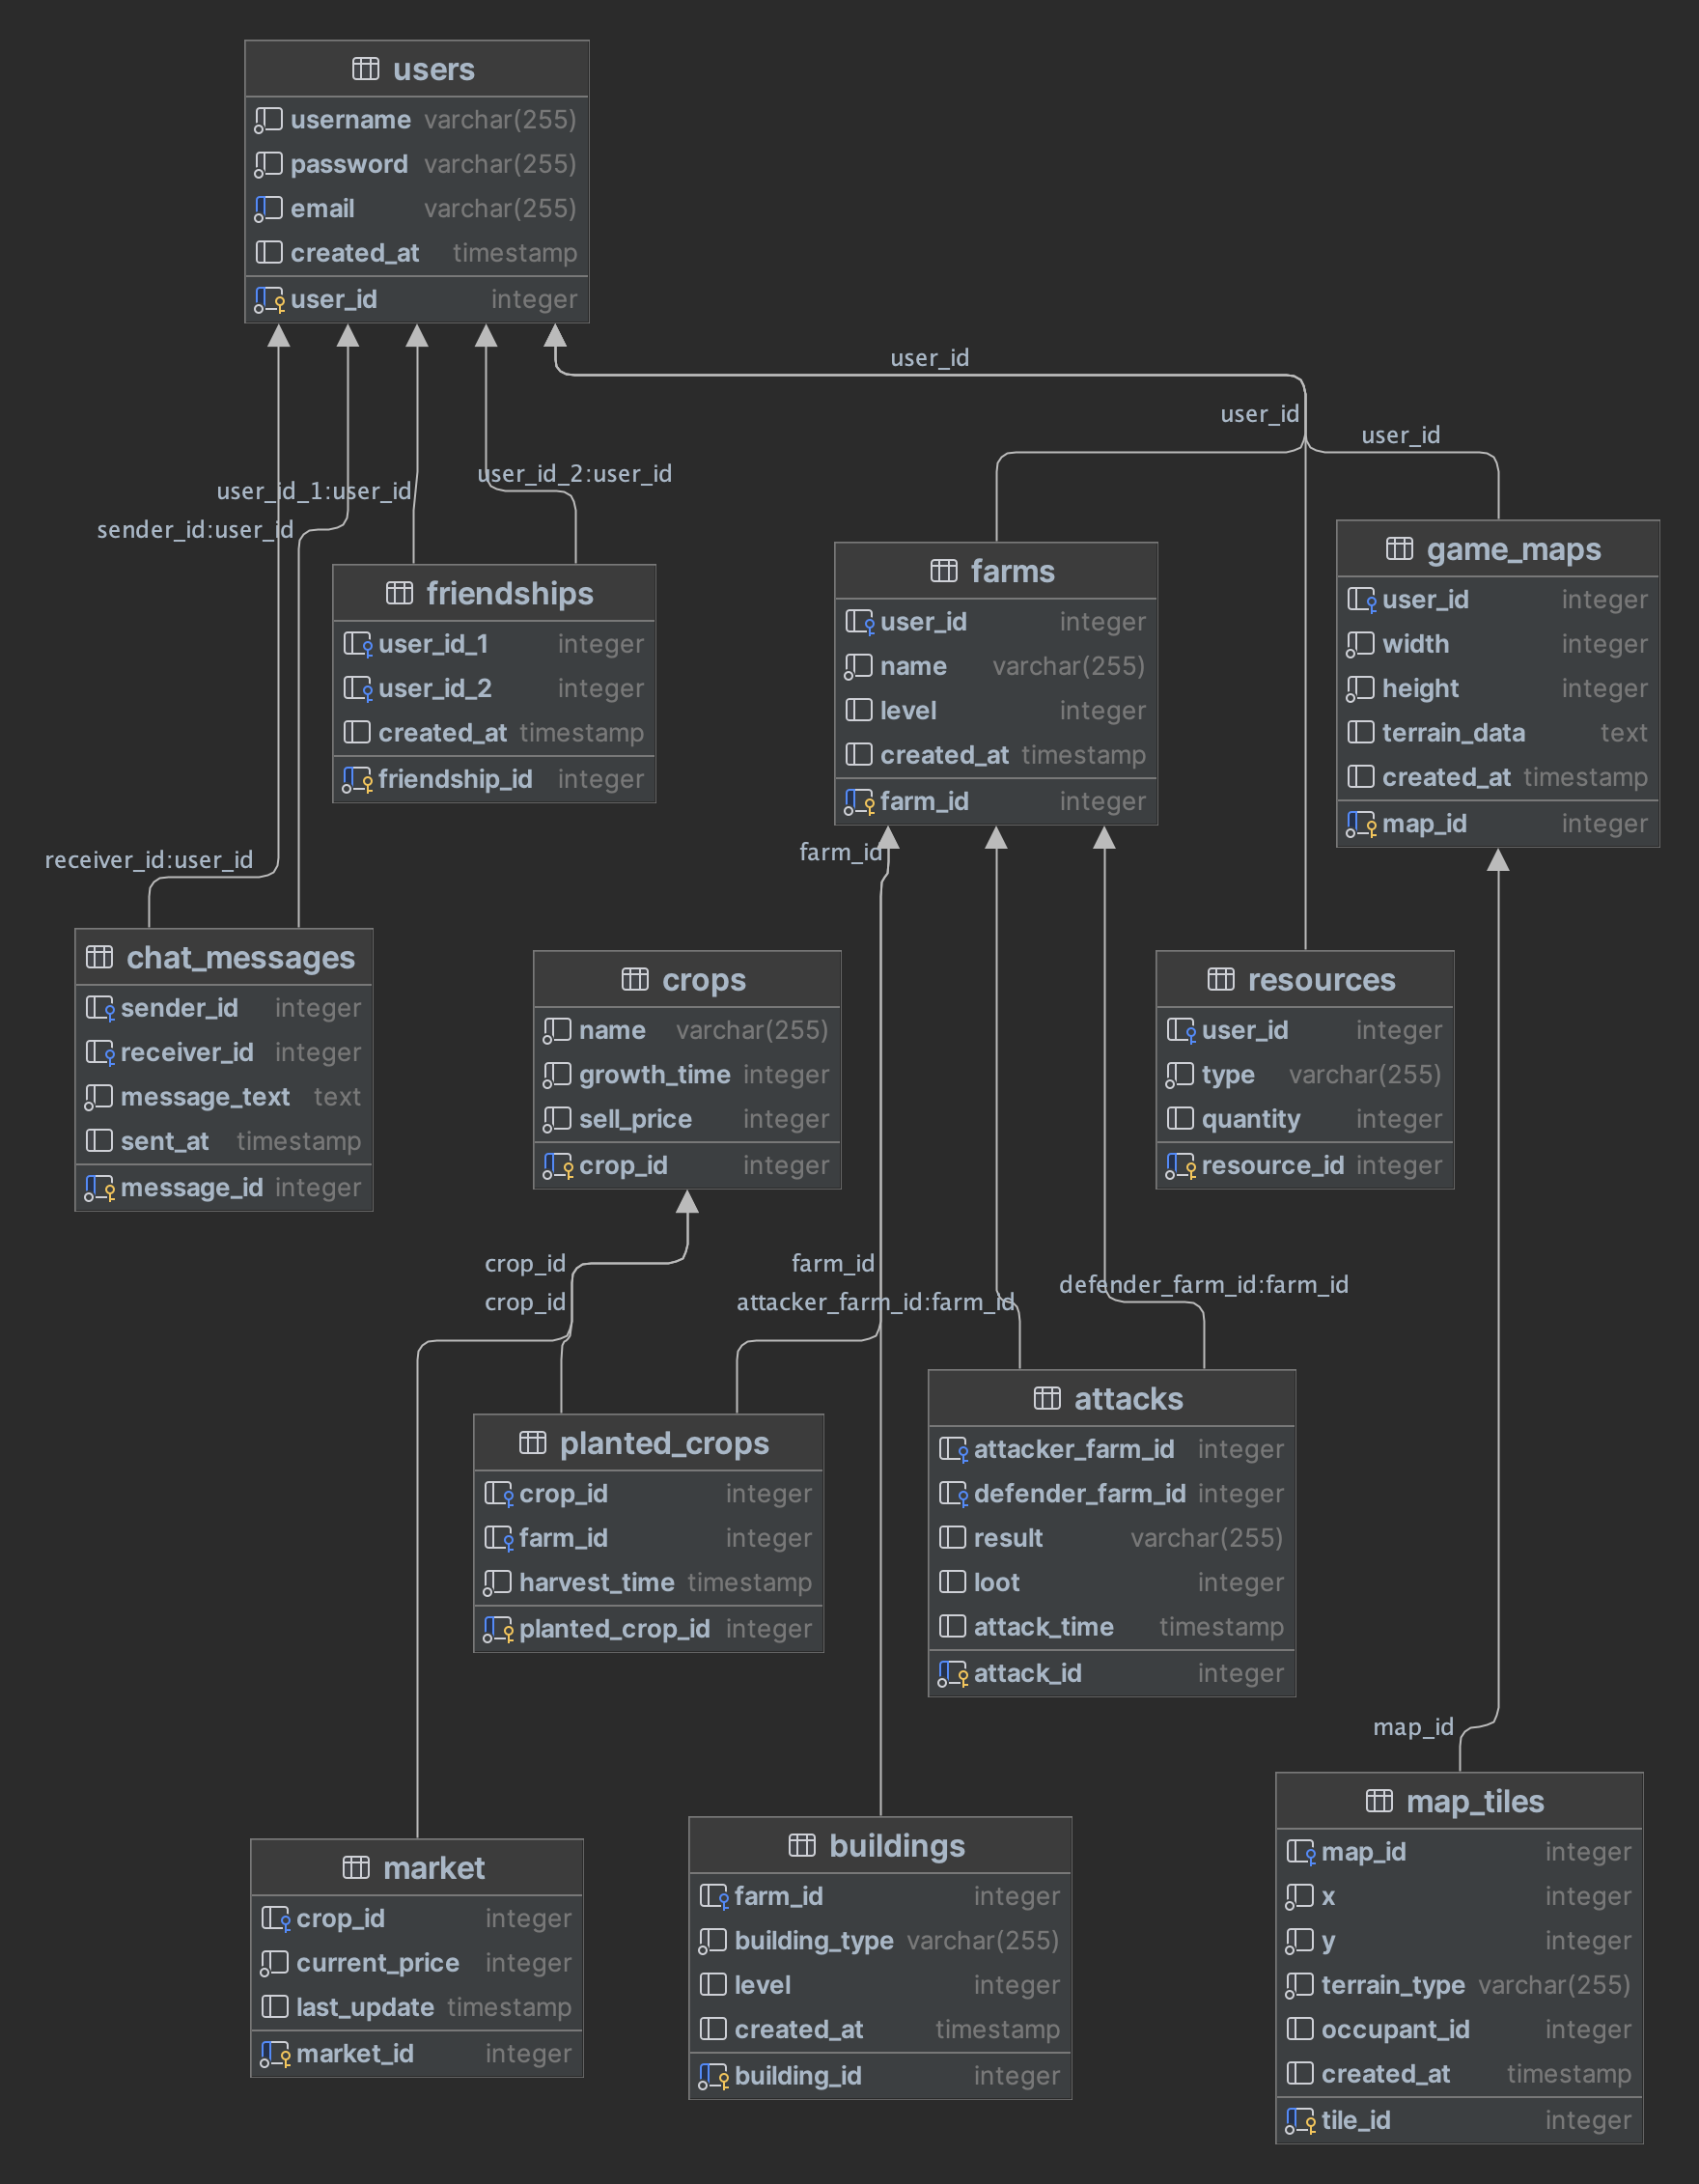 users
username varchar(255)
password varchar(255)
email varchar(255)
created_at timestamp
user_id integer
user_id
user_id
user_id
user_id_2:user_id
user_id_1:user_id
sender_id:user_id
friendships
user_id_1 integer
user_id_2 integer
created_at timestamp
friendship_id integer
farms
user_id integer
name varchar(255)
level integer
created_at timestamp
farm_id integer
game_maps
user_id integer
width integer
height integer
terrain_data text
created_at timestamp
map_id integer
farm_id
receiver_id:user_id
chat_messages
sender_id integer
receiver_id integer
message_text text
sent_at timestamp
message_id integer
crops
name varchar(255)
growth_time integer
sell_price integer
crop_id integer
resources
user_id integer
type varchar(255)
quantity integer
resource_id integer
crop_id
farm_id
crop_id
attacker_farm_id:farm_id
defender_farm_id:farm_id
planted_crops
crop_id integer
farm_id integer
harvest_time timestamp
planted_crop_id integer
attacks
attacker_farm_id integer
defender_farm_id integer
result varchar(255)
loot integer
attack_time timestamp
attack_id integer
map_id
market
crop_id integer
current_price integer
last_update timestamp
market_id integer
buildings
farm_id integer
building_type varchar(255)
level integer
created_at timestamp
building_id integer
map_tiles
map_id integer
x integer
y integer
terrain_type varchar(255)
occupant_id integer
created_at timestamp
tile_id integer